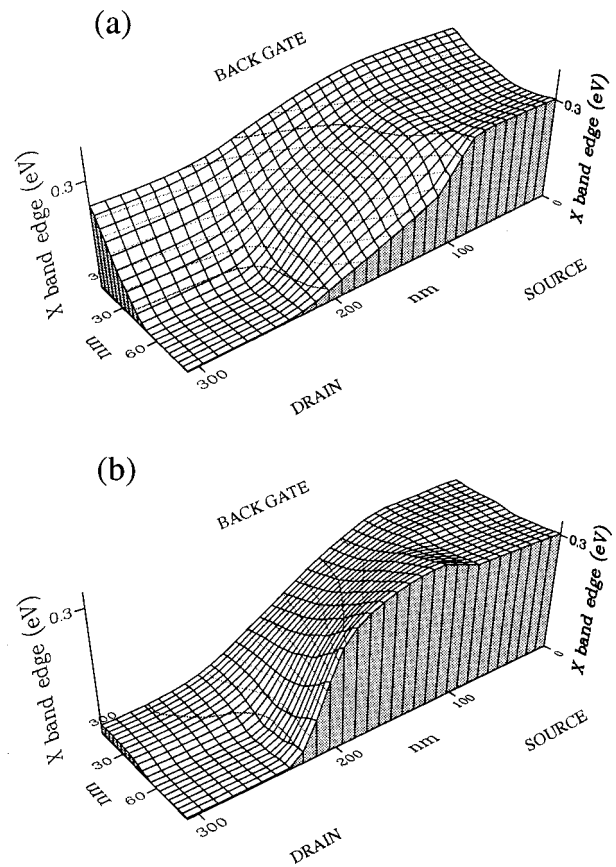 (a)
BACK GATE
X band edge (eV)
0.3
0.3
X band edge (eV)
0
30
nm
60
300
200
nm
100
SOURCE
DRAIN
(b)
BACK GATE
X band edge (eV)
0.3
0.3
X band edge (eV)
0
30
nm
60
300
200
nm
100
SOURCE
DRAIN